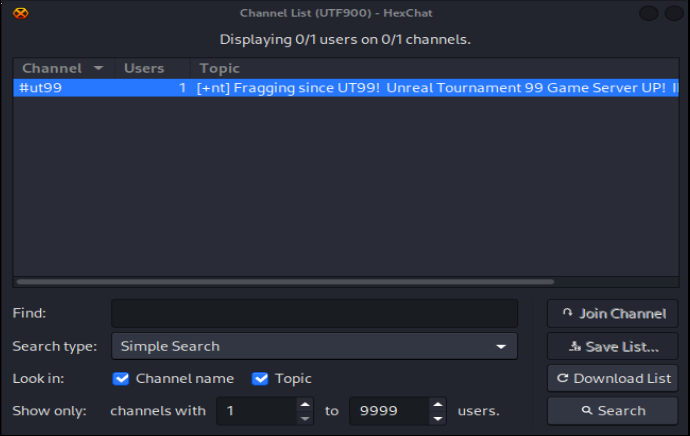 Channel List (UTF900) - HexChat
Displaying 0/1 users on 0/1 channels.
Channel Users Topic
#ut99 1 [+nt] Fragging since UT99! Unreal Tournament 99 Game Server UP!
Find: Join Channel
Search type: Simple Search Save List...
Look in: Channel name Topic Download List
Show only: channels with 1 to 9999 users. Search